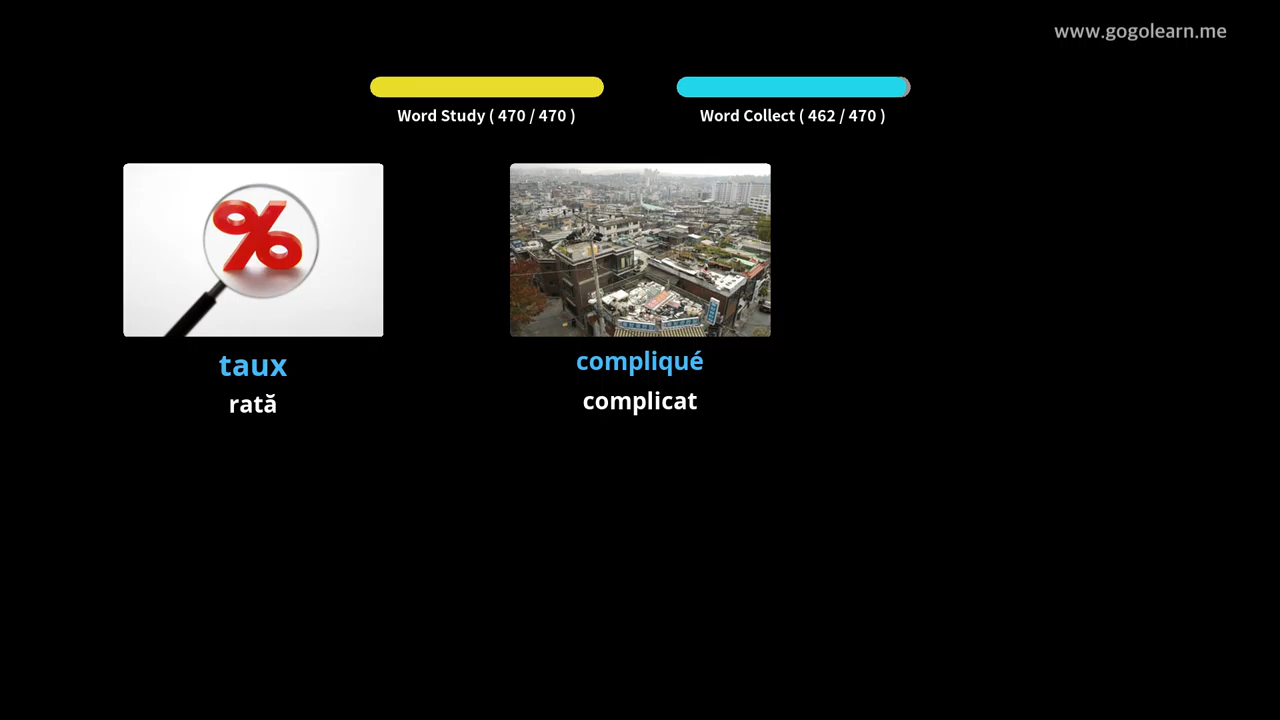 www.gogolearn.me
Word Study ( 470 / 470 )
Word Collect ( 462 / 470 )
%
taux
rată
compliqué
complicat